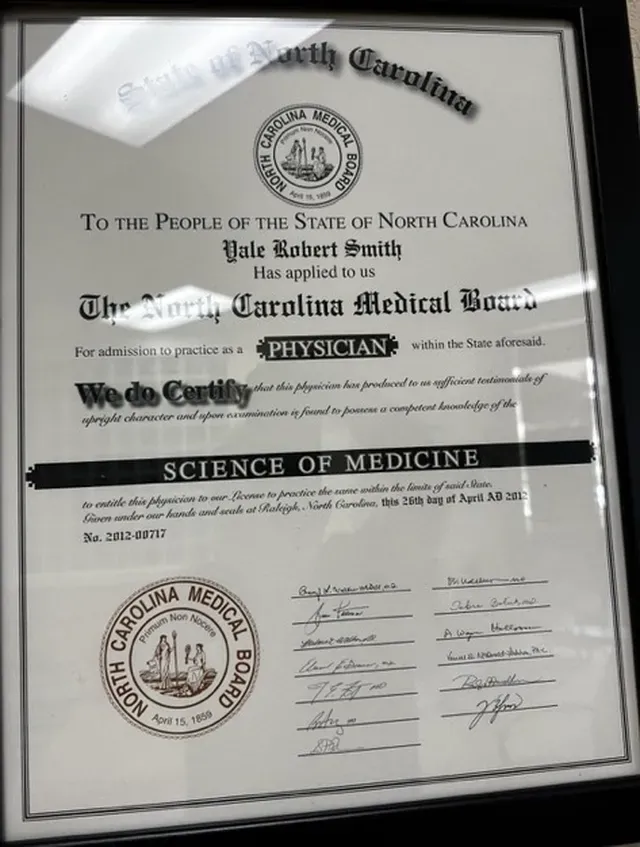 State of North Carolina
NORTH CAROLINA MEDICAL BOARD
Primum Non Nocere
April 15, 1859
TO THE PEOPLE OF THE STATE OF NORTH CAROLINA
Yale Robert Smith
Has applied to us
The North Carolina Medical Board
For admission to practice as a PHYSICIAN within the State aforesaid.
We do Certify that this physician has produced to us sufficient testimonials of
upright character and upon examination is found to possess a competent knowledge of the
SCIENCE OF MEDICINE
to entitle this physician to our License to practice the same within the limits of said State.
Given under our hands and seals at Raleigh, North Carolina, this 26th day of April AD 2012
No. 2012-00717
NORTH CAROLINA MEDICAL BOARD
Primum Non Nocere
April 15, 1859